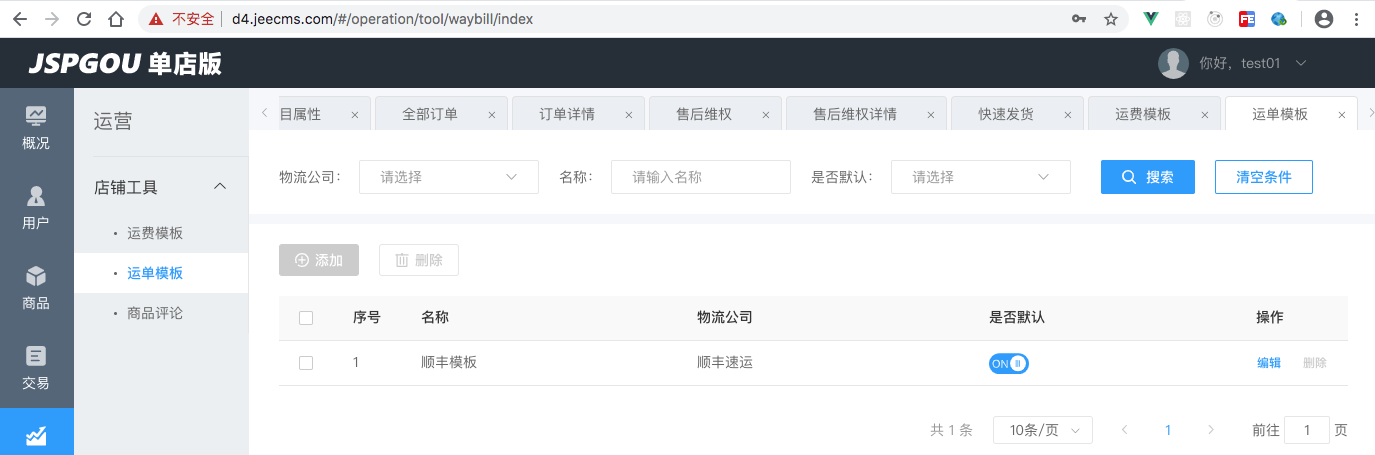 不安全 d4.jeecms.com/#/operation/tool/waybill/index
JSPGOU 单店版
你好，test01
概况
用户
商品
交易
运营
店铺工具
运费模板
运单模板
商品评论
目属性 × 全部订单 × 订单详情 × 售后维权 × 售后维权详情 × 快速发货 × 运费模板 × 运单模板 ×
物流公司： 请选择 名称： 请输入名称 是否默认： 请选择 搜索 清空条件
添加 删除
序号 名称 物流公司 是否默认 操作
1 顺丰模板 顺丰速运 ON 编辑 删除
共 1 条 10条/页 1 前往 1 页